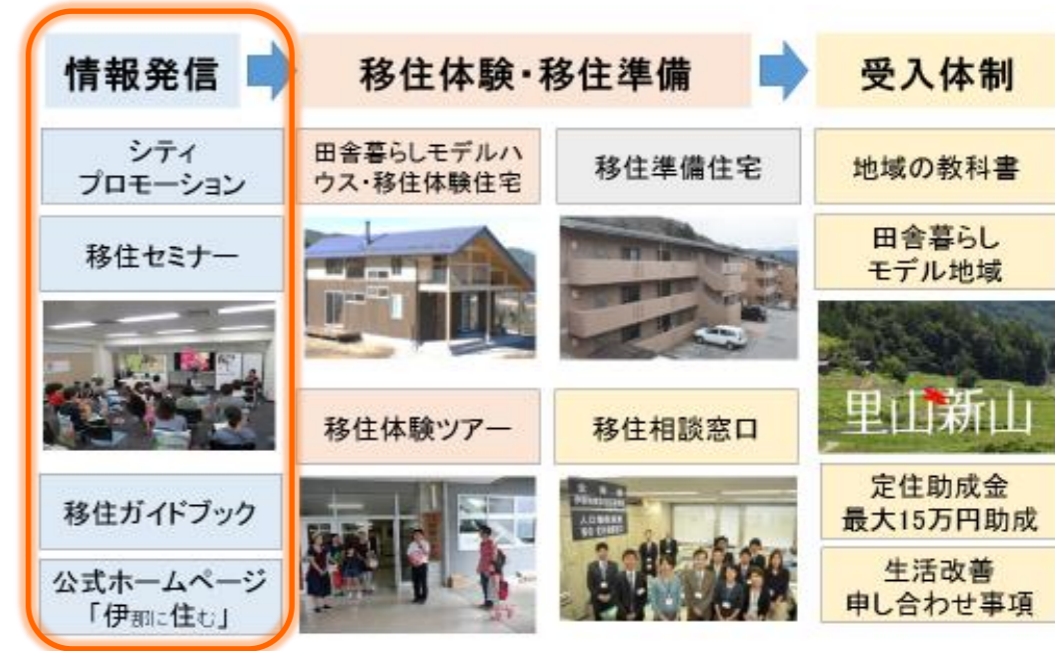 情報発信
移住体験・移住準備
受入体制
シティ
プロモーション
移住セミナー
移住ガイドブック
公式ホームページ
「伊那に住む」
田舎暮らしモデルハ
ウス・移住体験住宅
移住準備住宅
移住体験ツアー
移住相談窓口
地域の教科書
田舎暮らし
モデル地域
里山新山
定住助成金
最大15万円助成
生活改善
申し合わせ事項